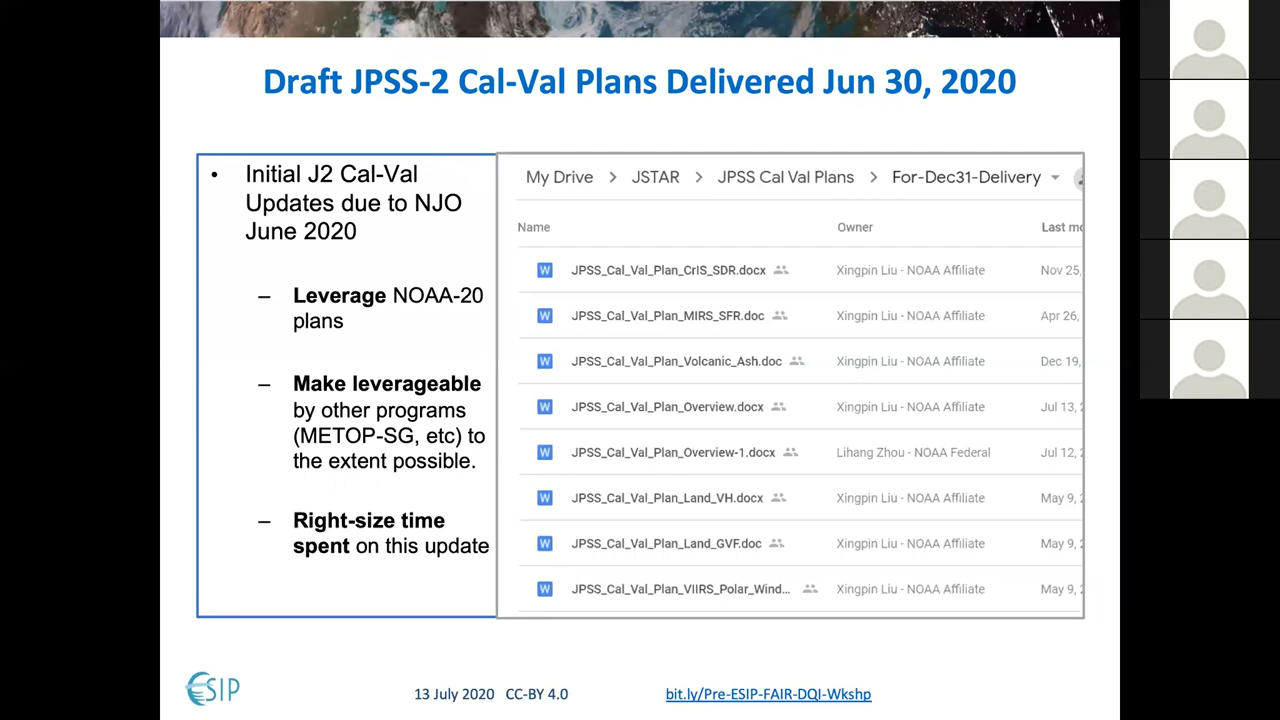 Draft JPSS-2 Cal-Val Plans Delivered Jun 30, 2020
• Initial J2 Cal-Val
Updates due to NJO
June 2020
– Leverage NOAA-20
plans
– Make leverageable
by other programs
(METOP-SG, etc) to
the extent possible.
– Right-size time
spent on this update
My Drive > JSTAR > JPSS Cal Val Plans > For-Dec31-Delivery
Name Owner Last mo
JPSS_Cal_Val_Plan_CrIS_SDR.docx Xingpin Liu - NOAA Affiliate Nov 25,
JPSS_Cal_Val_Plan_MIRS_SFR.doc Xingpin Liu - NOAA Affiliate Apr 26,
JPSS_Cal_Val_Plan_Volcanic_Ash.doc Xingpin Liu - NOAA Affiliate Dec 19,
JPSS_Cal_Val_Plan_Overview.docx Xingpin Liu - NOAA Affiliate Jul 13, 2
JPSS_Cal_Val_Plan_Overview-1.docx Lihang Zhou - NOAA Federal Jul 12, 2
JPSS_Cal_Val_Plan_Land_VH.docx Xingpin Liu - NOAA Affiliate May 9, 2
JPSS_Cal_Val_Plan_Land_GVF.doc Xingpin Liu - NOAA Affiliate May 9, 2
JPSS_Cal_Val_Plan_VIIRS_Polar_Wind... Xingpin Liu - NOAA Affiliate May 9, 2
ESIP 13 July 2020 CC-BY 4.0 bit.ly/Pre-ESIP-FAIR-DQI-Wkshp